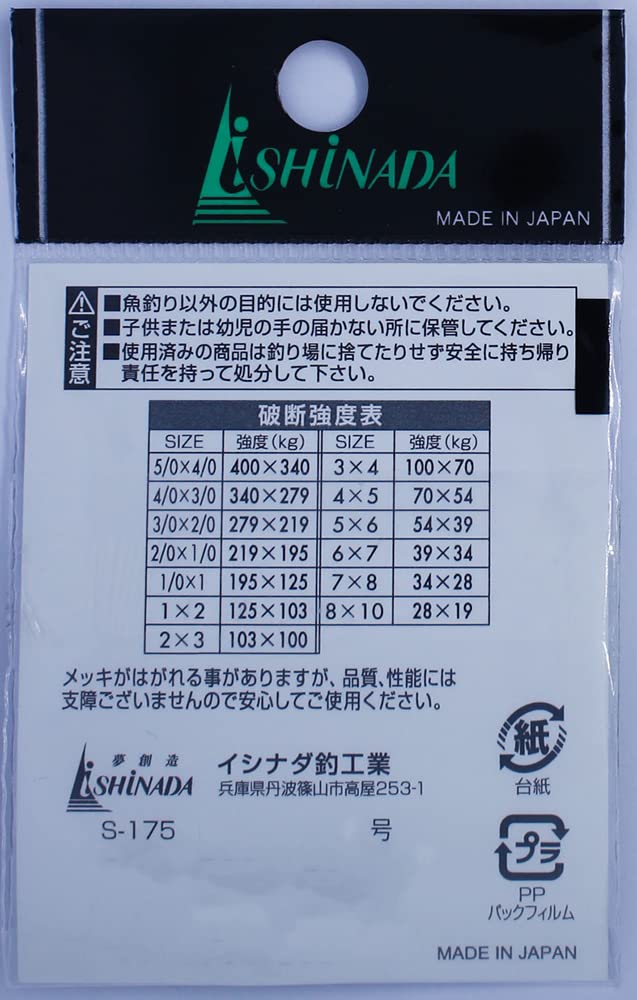 iSHiNADA
MADE IN JAPAN
ご注意
■魚釣り以外の目的には使用しないでください。
■子供または幼児の手の届かない所に保管してください。
■使用済みの商品は釣り場に捨てたりせず安全に持ち帰り
責任を持って処分して下さい。
破断強度表
SIZE 強度(kg) SIZE 強度(kg)
5/0×4/0 400×340 3×4 100×70
4/0×3/0 340×279 4×5 70×54
3/0×2/0 279×219 5×6 54×39
2/0×1/0 219×195 6×7 39×34
1/0×1 195×125 7×8 34×28
1×2 125×103 8×10 28×19
2×3 103×100
メッキがはがれる事がありますが、品質、性能には
支障ございませんので安心してご使用ください。
夢創造
iSHiNADA
イシナダ釣工業
兵庫県丹波篠山市高屋253-1
S-175 号
紙
台紙
プラ
PP
パックフィルム
MADE IN JAPAN